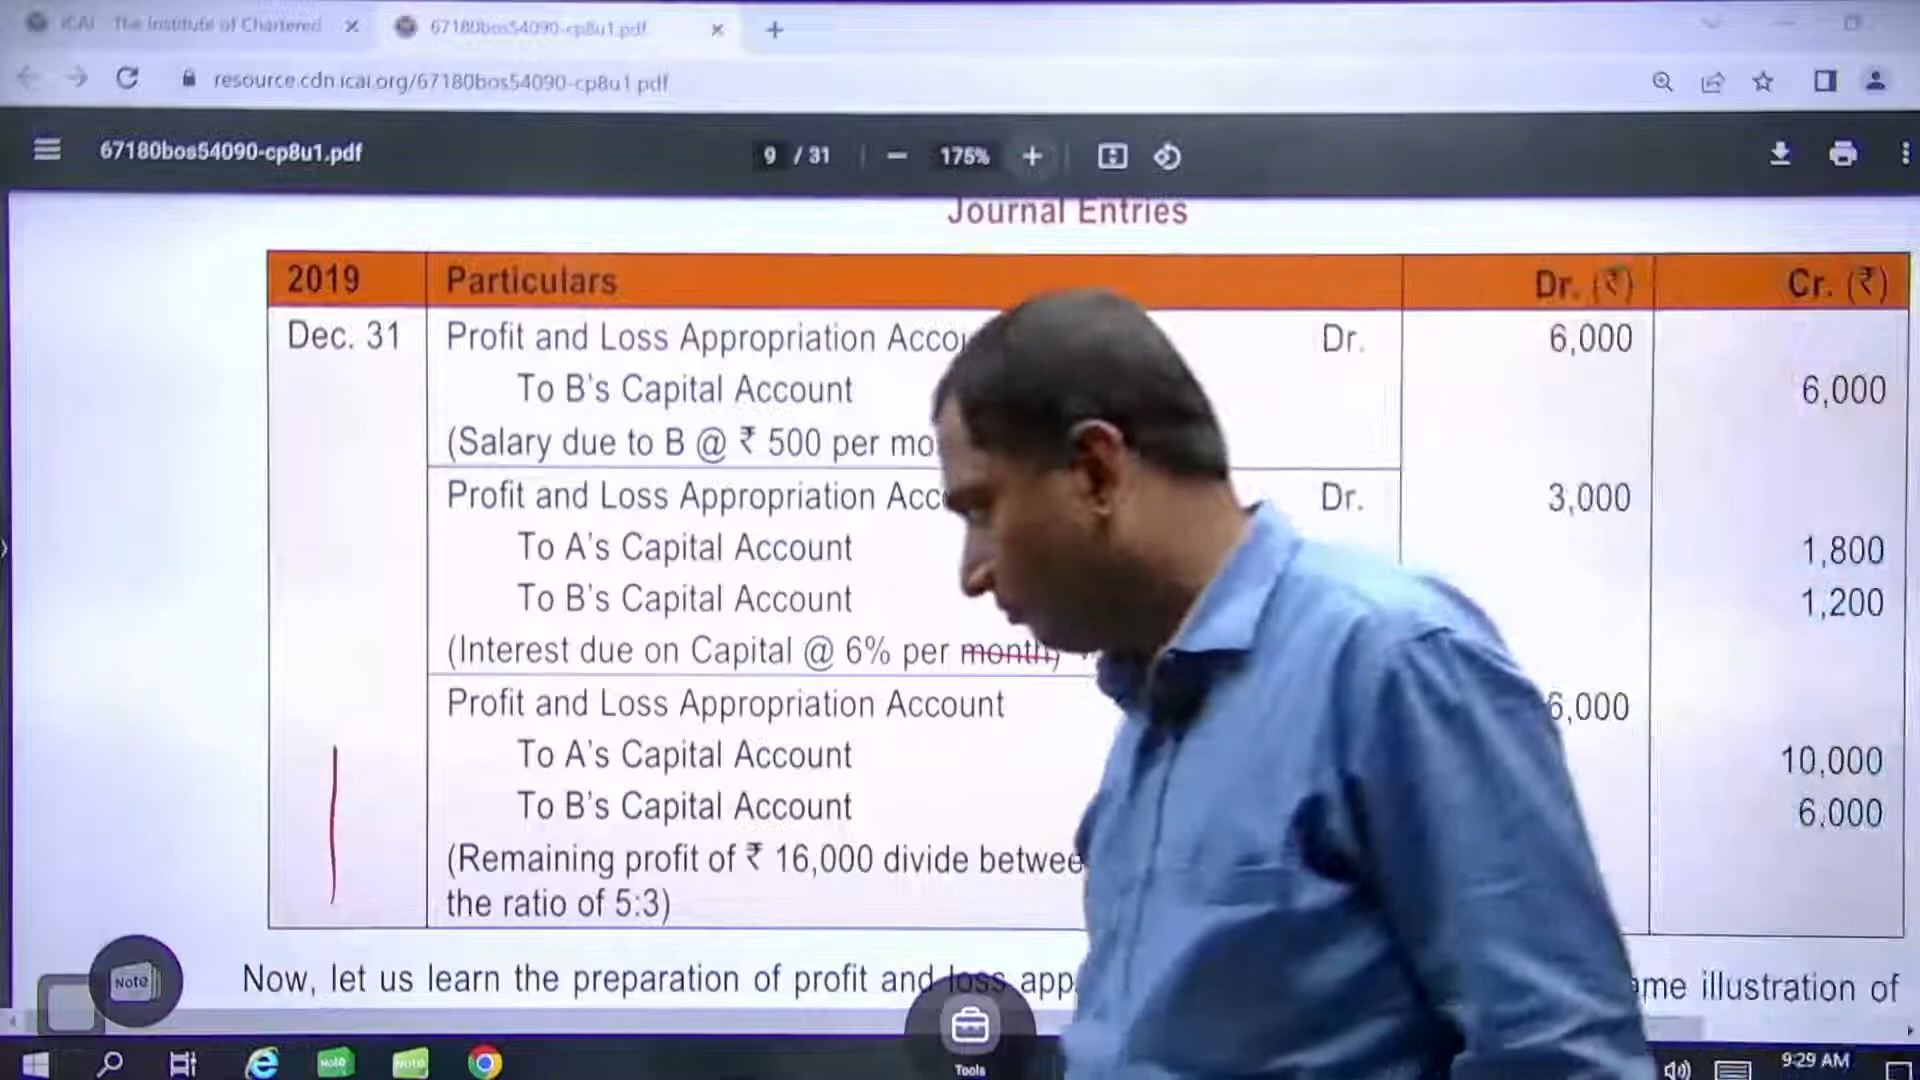 ICAI - The Institute of Chartered
67180bos54090-cp8u1.pdf
resource.cdn.icai.org/67180bos54090-cp8u1.pdf
67180bos54090-cp8u1.pdf
9 / 31
175%
Journal Entries
2019 Particulars Dr. (₹) Cr. (₹)
Dec. 31 Profit and Loss Appropriation Accou Dr. 6,000
To B's Capital Account 6,000
(Salary due to B @ ₹ 500 per mo
Profit and Loss Appropriation Acc Dr. 3,000
To A's Capital Account 1,800
To B's Capital Account 1,200
(Interest due on Capital @ 6% per month)
Profit and Loss Appropriation Account 6,000
To A's Capital Account 10,000
To B's Capital Account 6,000
(Remaining profit of ₹ 16,000 divide betwee
the ratio of 5:3)
Now, let us learn the preparation of profit and loss app ame illustration of
Note
Note
Note
Tools
9:29 AM